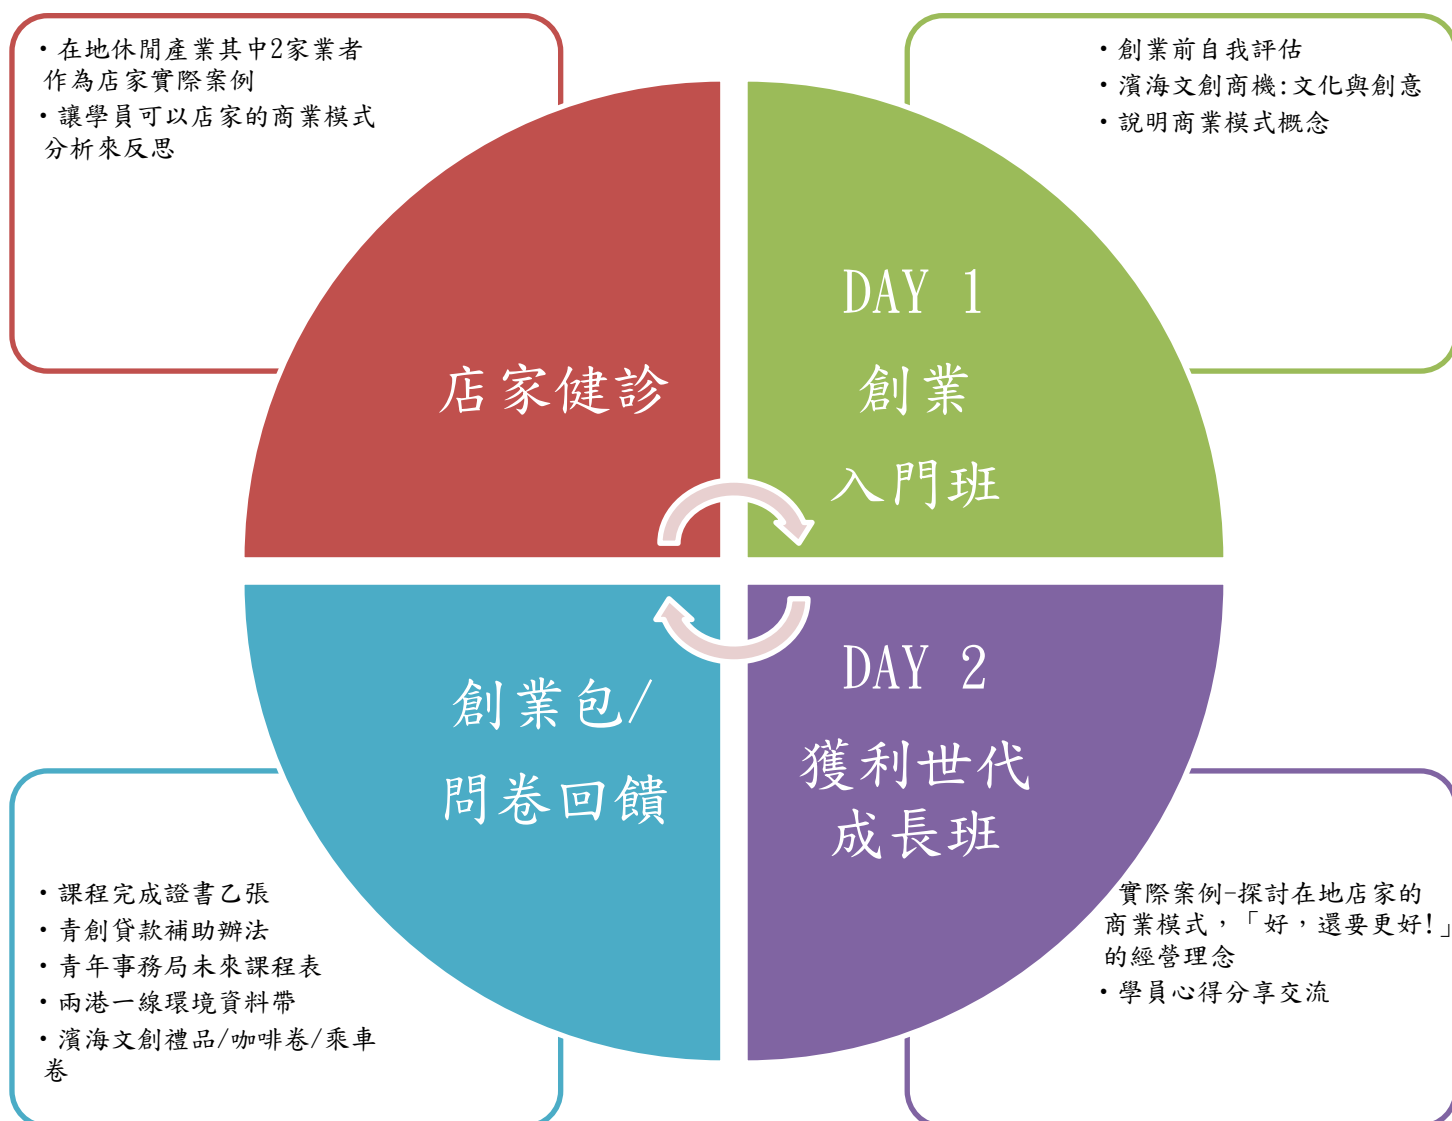 ・在地休閒產業其中2家業者
作為店家實際案例
・讓學員可以店家的商業模式
分析來反思
・創業前自我評估
・濱海文創商機:文化與創意
・說明商業模式概念
店家健診
DAY 1
創業
入門班
創業包/
問卷回饋
DAY 2
獲利世代
成長班
・課程完成證書乙張
・青創貸款補助辦法
・青年事務局未來課程表
・兩港一線環境資料帶
・濱海文創禮品/咖啡卷/乘車
卷
實際案例-探討在地店家的
商業模式，「好，還要更好!」
的經營理念
・學員心得分享交流